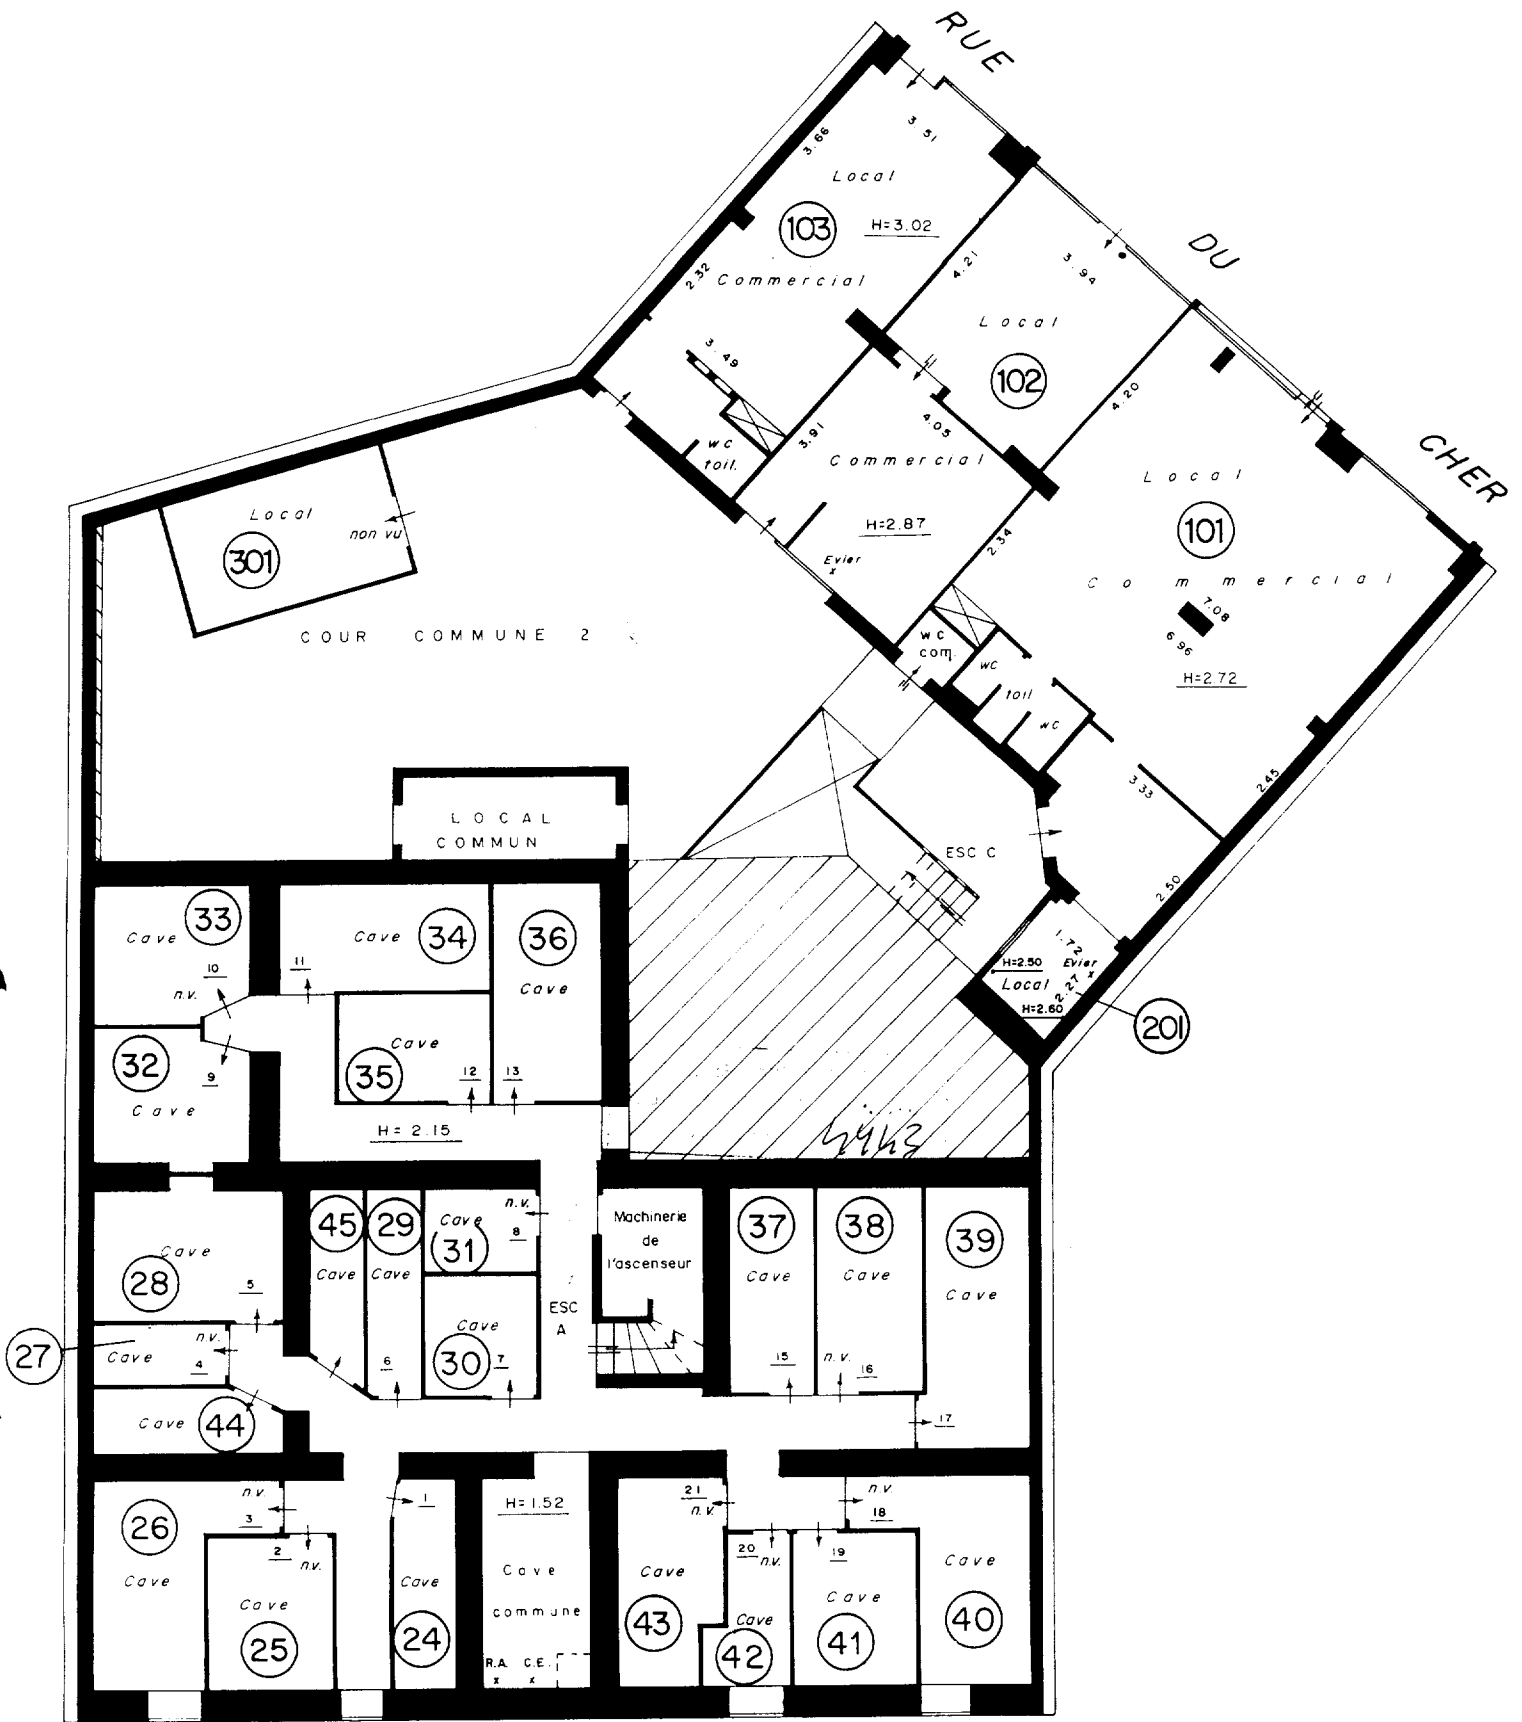 RUE
DU
CHER
3.66
3.51
Local
103
H=3.02
Commercial
2.32
3.49
wc
toil.
4.21
3.94
Local
102
4.05
3.91
Commercial
H=2.87
Evier
x
2.34
4.20
Local
101
Commercial
7.08
6.96
H=2.72
wc
com.
wc
toil
wc
3.33
2.45
2.50
Local
non vu
301
COUR COMMUNE 2
LOCAL
COMMUN
ESC C
1.72
H=2.50
Evier
x
Local
2.27
H=2.60
201
33
Cave
10
n.v.
11
Cave 34
36
Cave
32
9
Cave
Cave
35
12
13
H= 2.15
Cave
28
5
27
n.v.
Cave
4
Cave 44
45
Cave
29
Cave
6
n.v.
Cave
8
31
Cave
30
7
ESC
A
Machinerie
de
l'ascenseur
37
Cave
15
38
Cave
n.v.
16
39
Cave
17
26
Cave
n.v.
3
2
n.v.
Cave
25
1
Cave
24
H=1.52
Cave
commune
R.A. C.E.
x x
21
n.v.
Cave
43
20
n.v.
Cave
42
19
Cave
41
n.v.
18
Cave
40